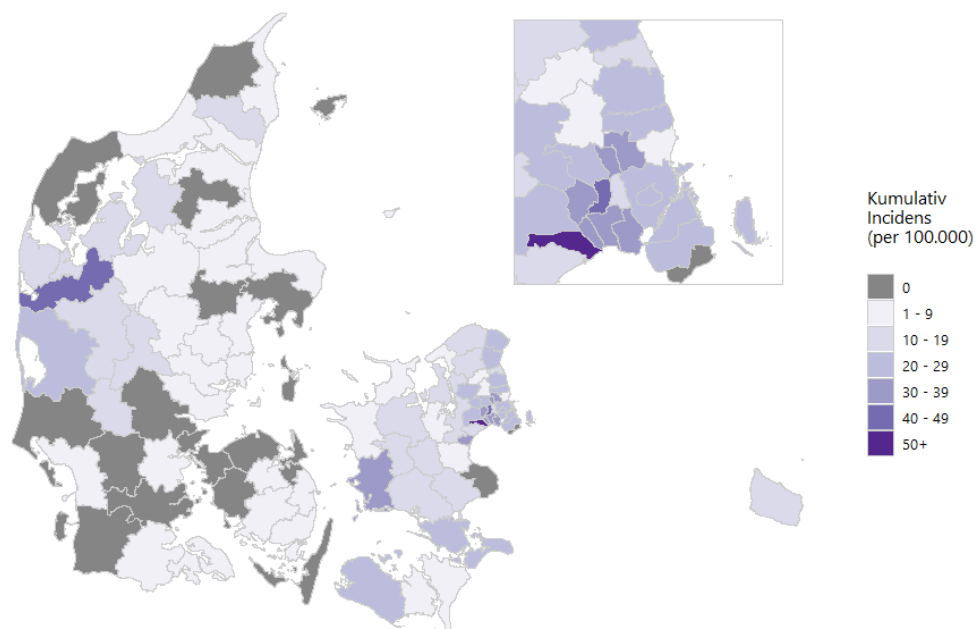 Kumulativ
Incidens
(per 100.000)
0
1 - 9
10 - 19
20 - 29
30 - 39
40 - 49
50+